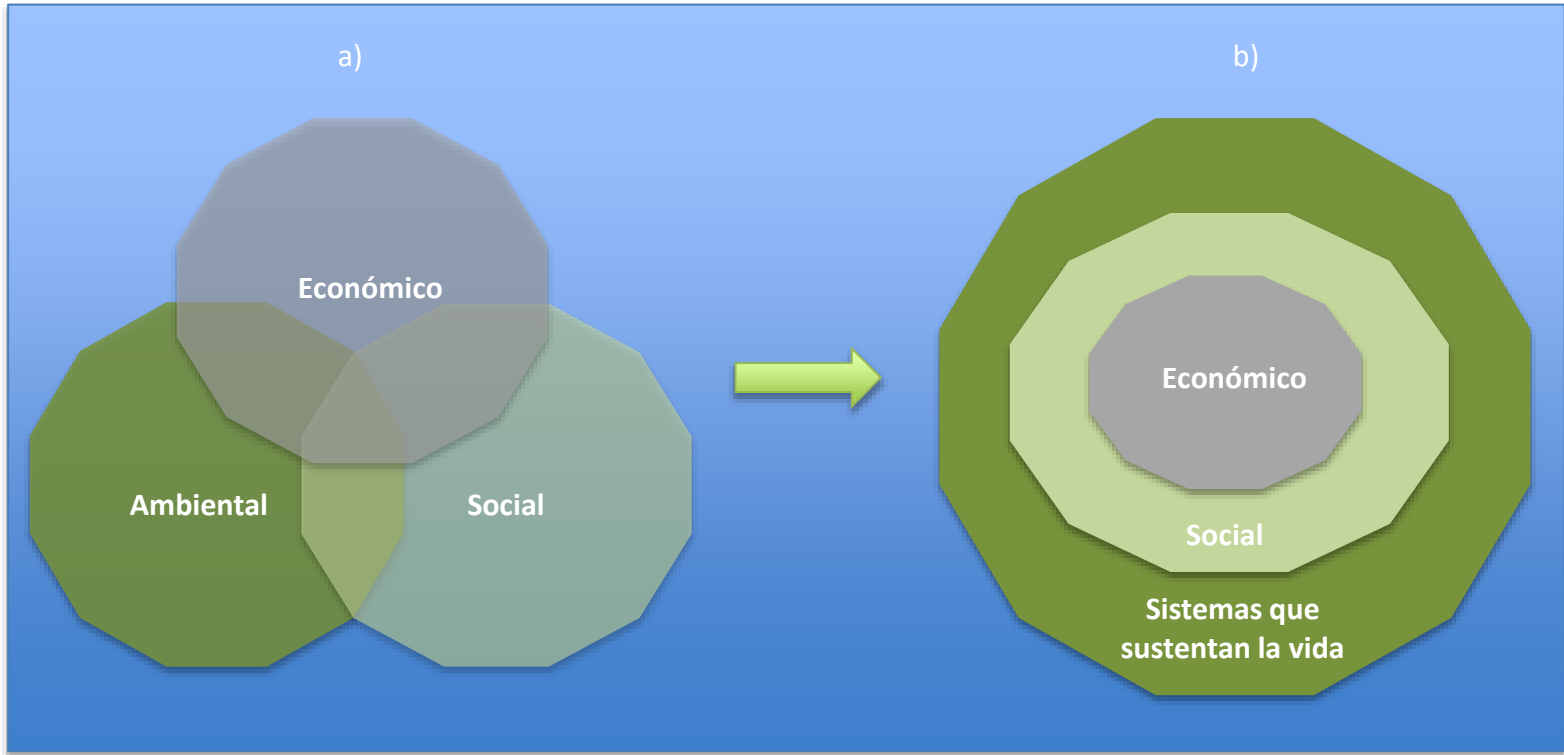 a)
Económico
Ambiental
Social
b)
Económico
Social
Sistemas que
sustentan la vida